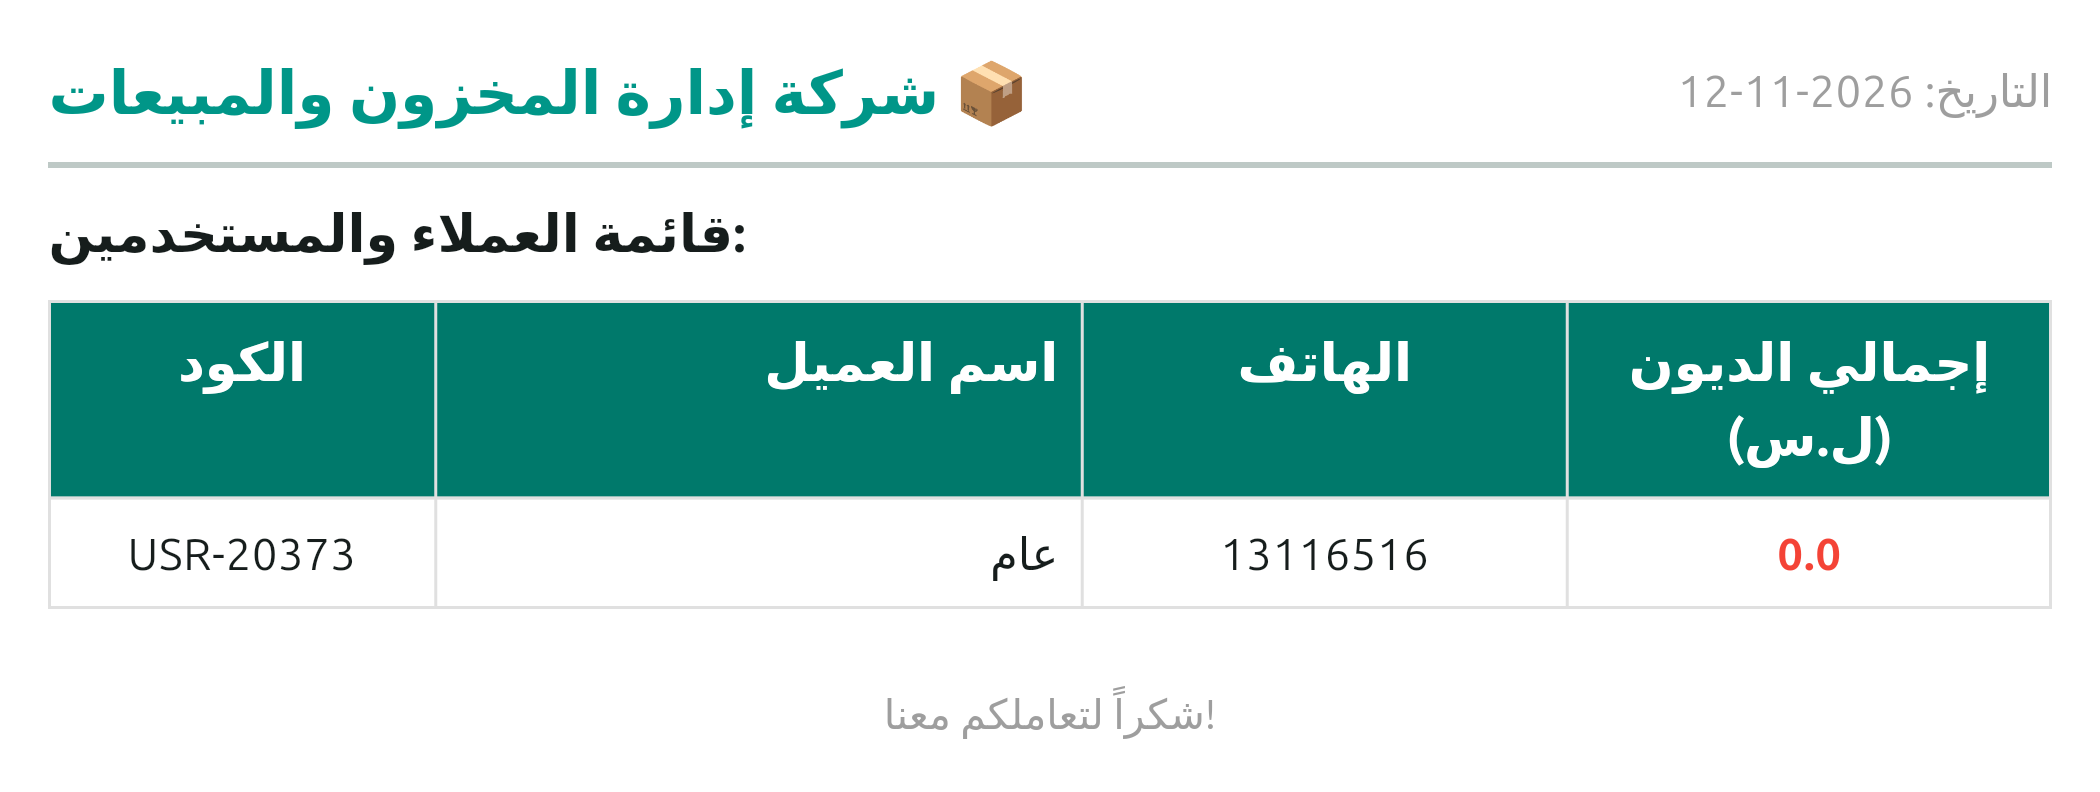 📦 شركة إدارة المخزون والمبيعات
التاريخ: 2026-11-12
قائمة العملاء والمستخدمين:
الكود
اسم العميل
الهاتف
إجمالي الديون
(ل.س)
USR-20373
عام
13116516
0.0
شكراً لتعاملكم معنا!